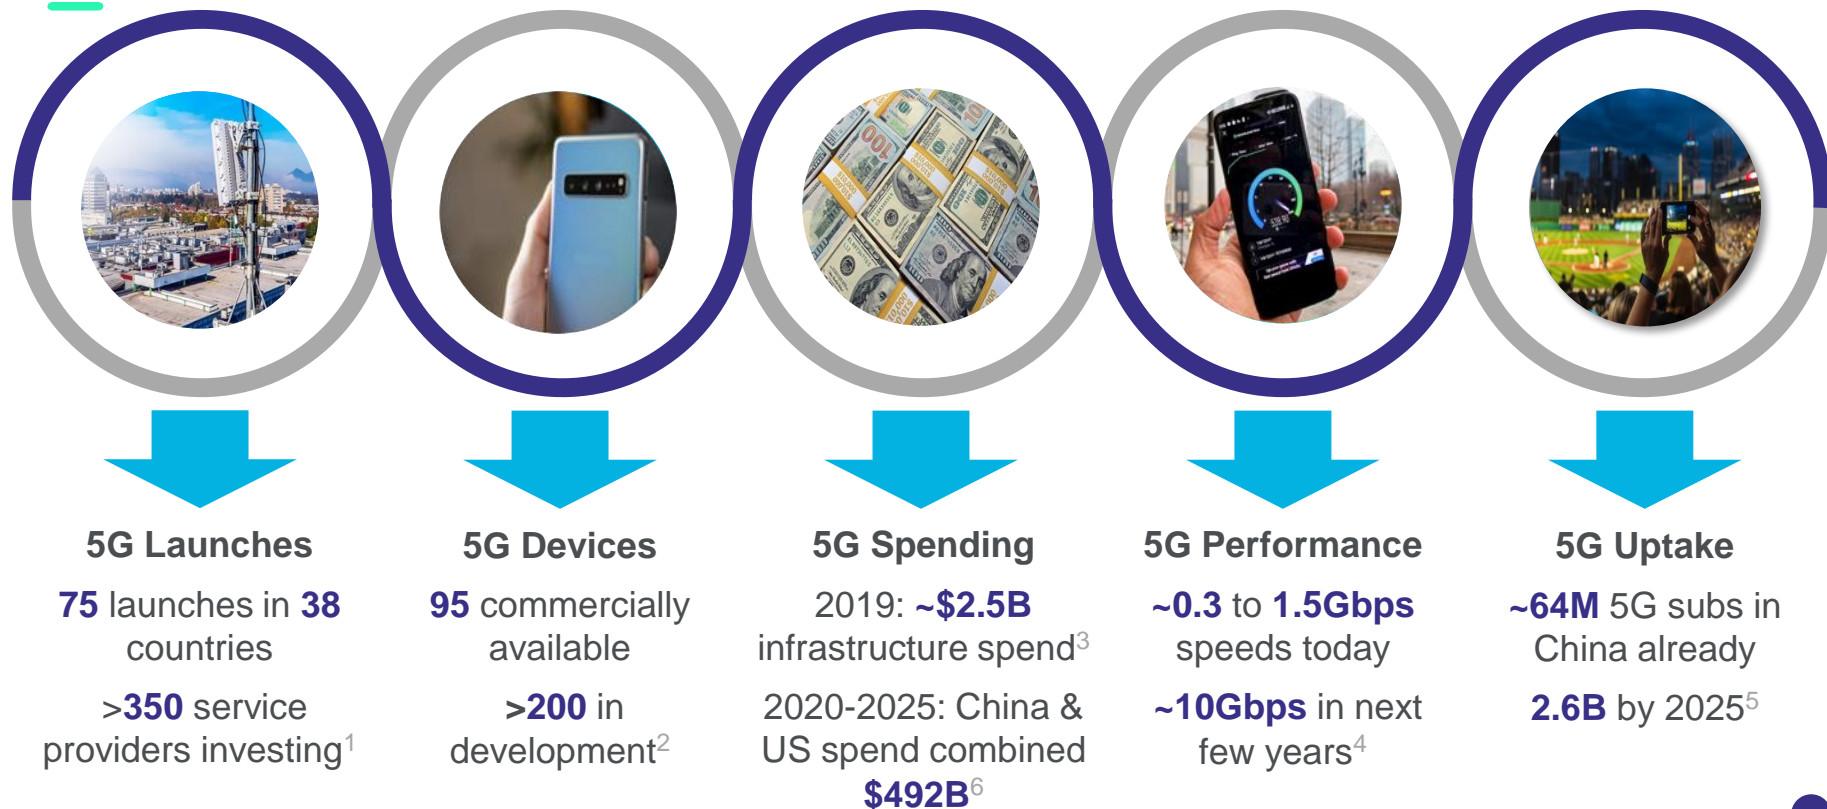 5G Launches
75 launches in 38
countries
>350 service
providers investing1
5G Devices
95 commercially
available
>200 in
development2
5G Spending
2019: ~$2.5B
infrastructure spend3
2020-2025: China &
US spend combined
$492B6
5G Performance
~0.3 to 1.5Gbps
speeds today
~10Gbps in next
few years4
5G Uptake
~64M 5G subs in
China already
2.6B by 20255